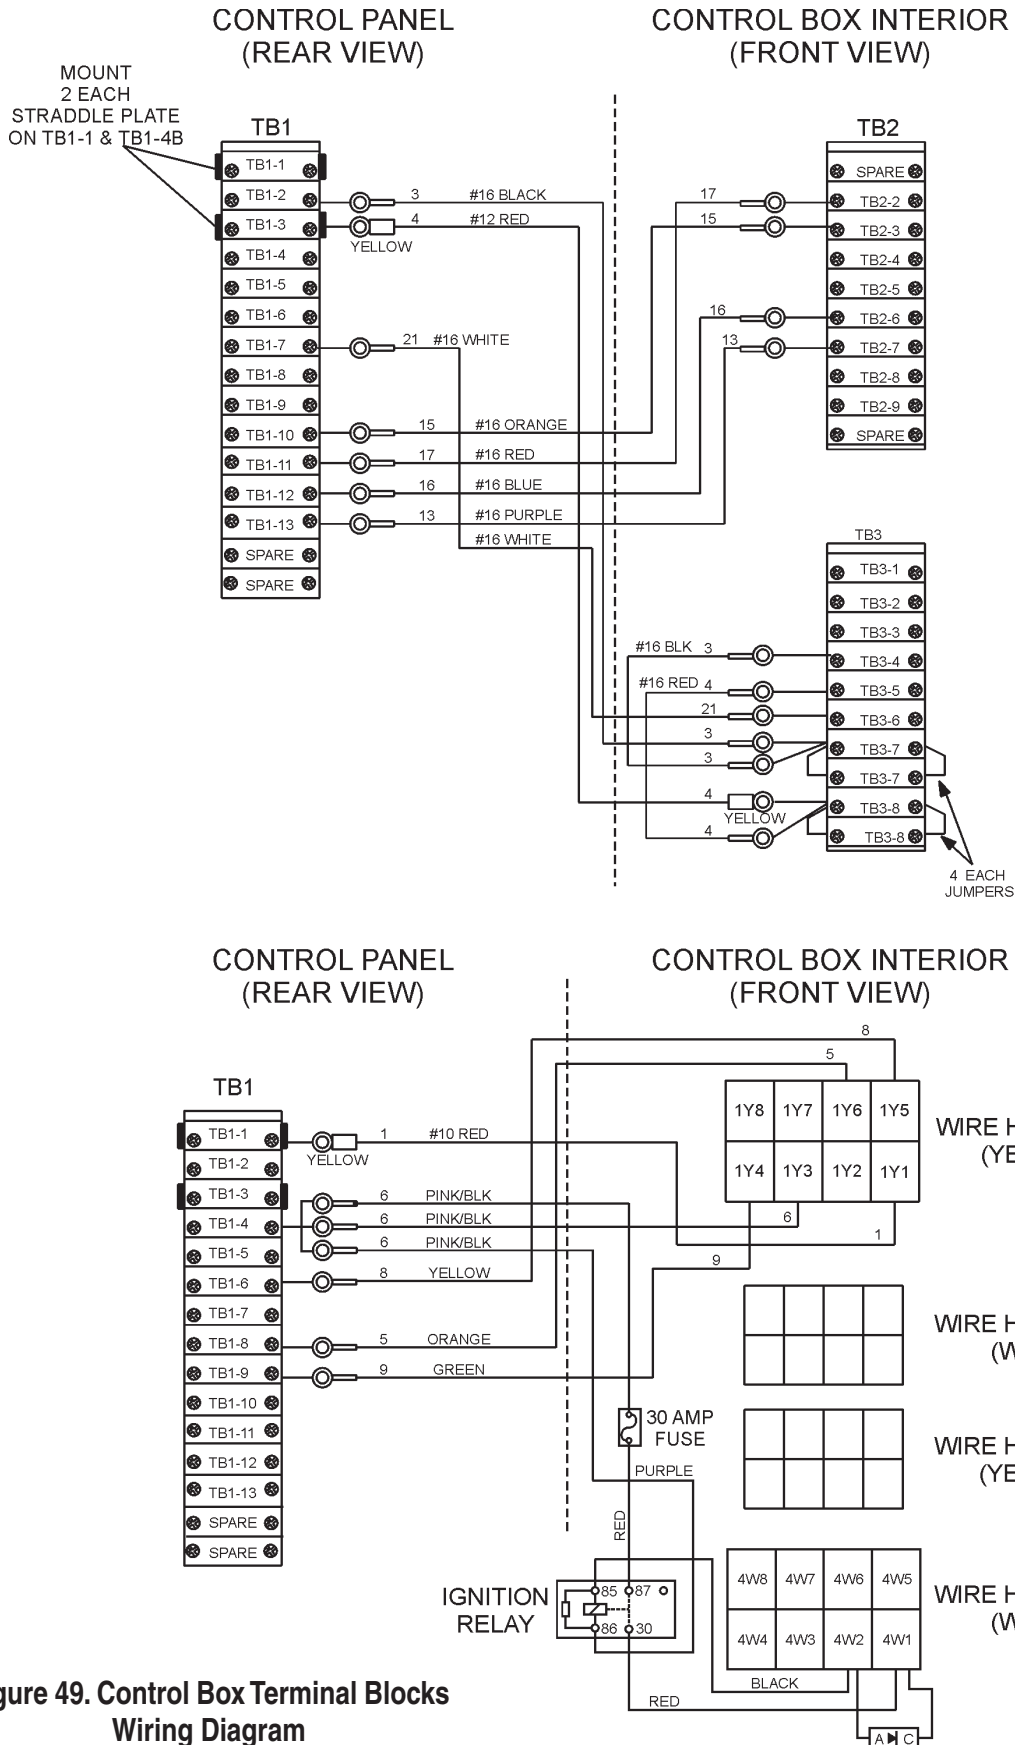 CONTROL PANEL
(REAR VIEW)
CONTROL BOX INTERIOR
(FRONT VIEW)
MOUNT
2 EACH
STRADDLE PLATE
ON TB1-1 & TB1-4B
TB1
TB1-1
TB1-2
TB1-3
TB1-4
TB1-5
TB1-6
TB1-7
TB1-8
TB1-9
TB1-10
TB1-11
TB1-12
TB1-13
SPARE
SPARE
3 #16 BLACK
4 #12 RED
YELLOW
21 #16 WHITE
15 #16 ORANGE
17 #16 RED
16 #16 BLUE
13 #16 PURPLE
#16 WHITE
17
15
16
13
TB2
SPARE
TB2-2
TB2-3
TB2-4
TB2-5
TB2-6
TB2-7
TB2-8
TB2-9
SPARE
TB3
TB3-1
TB3-2
TB3-3
TB3-4
TB3-5
TB3-6
TB3-7
TB3-7
TB3-8
TB3-8
#16 BLK 3
#16 RED 4
21
3
3
4
YELLOW
4
4 EACH
JUMPERS
CONTROL PANEL
(REAR VIEW)
CONTROL BOX INTERIOR
(FRONT VIEW)
TB1
TB1-1
TB1-2
TB1-3
TB1-4
TB1-5
TB1-6
TB1-7
TB1-8
TB1-9
TB1-10
TB1-11
TB1-12
TB1-13
SPARE
SPARE
1 #10 RED
YELLOW
6 PINK/BLK
6 PINK/BLK
6 PINK/BLK
8 YELLOW
5 ORANGE
9 GREEN
8
5
1Y8 1Y7 1Y6 1Y5
1Y4 1Y3 1Y2 1Y1
WIRE H
(YE
6
1
9
WIRE H
(W
WIRE H
(YE
30 AMP
FUSE
PURPLE
RED
IGNITION
RELAY
85 87
86 30
4W8 4W7 4W6 4W5
4W4 4W3 4W2 4W1
WIRE H
(W
BLACK
RED
A C
gure 49. Control Box Terminal Blocks
Wiring Diagram